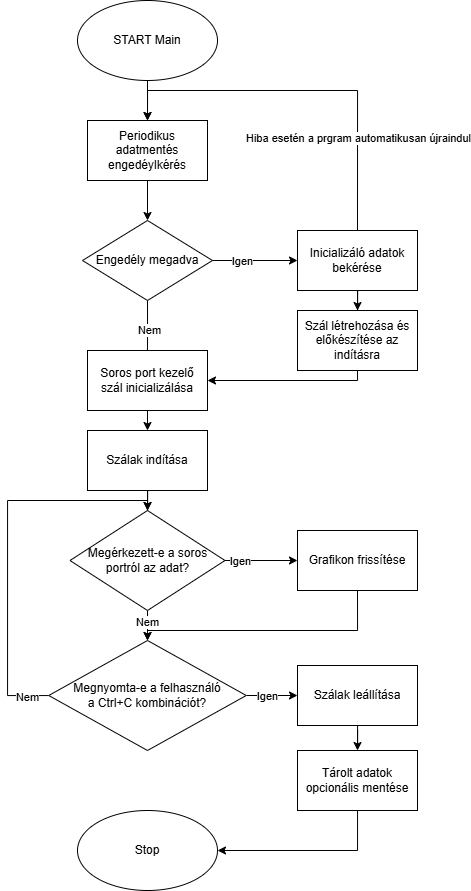 START Main
Hiba esetén a prgram automatikusan újraindul
Periodikus
adatmentés
engedéylkérés
Engedély megadva
Igen
Inicializáló adatok
bekérése
Nem
Szál létrehozása és
előkészítése az
indításra
Soros port kezelő
szál inicializálása
Szálak indítása
Megérkezett-e a soros
portról az adat?
Igen
Grafikon frissítése
Nem
Megnyomta-e a felhasználó
a Ctrl+C kombinációt?
Nem
Igen
Szálak leállítása
Tárolt adatok
opcionális mentése
Stop